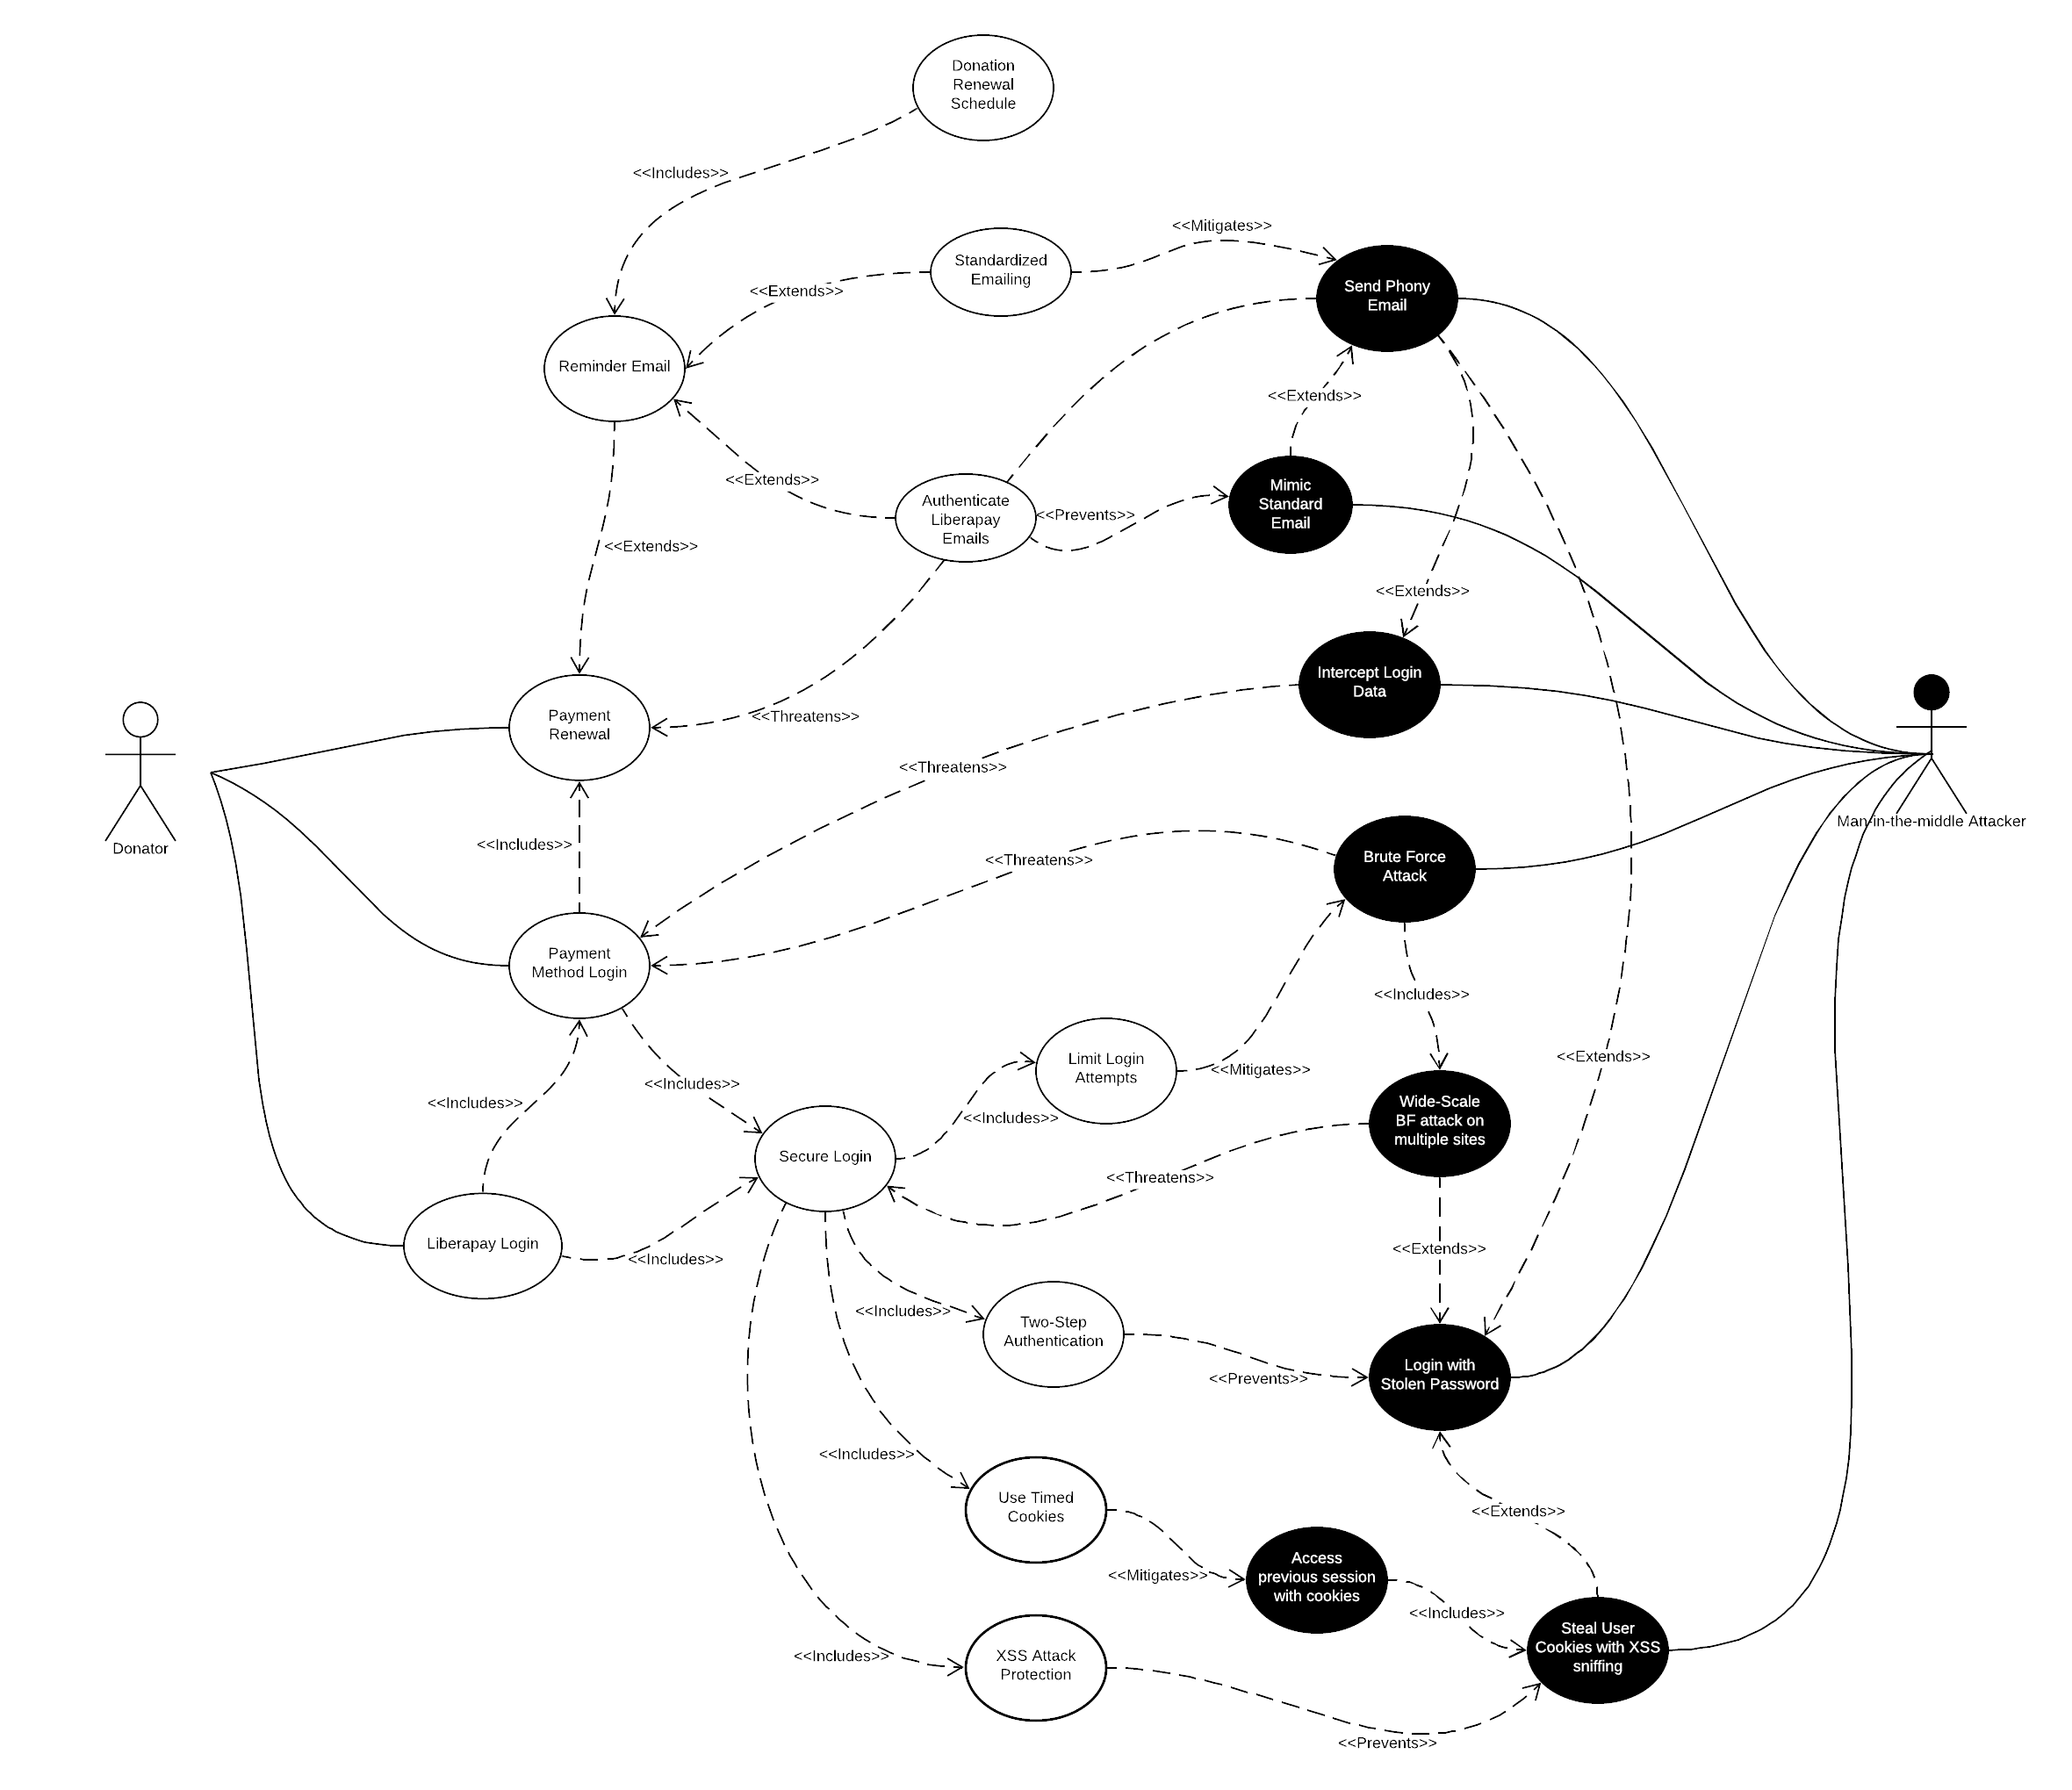 Donation
Renewal
Schedule
<<Includes>>
<<Mitigates>>
Standardized
Emailing
Send Phony
Email
<<Extends>>
Reminder Email
<<Extends>>
<<Extends>>
Mimic
Standard
Email
Authenticate
Liberapay
Emails
<<Prevents>>
<<Extends>>
<<Extends>>
Intercept Login
Data
Payment
Renewal
<<Threatens>>
<<Threatens>>
Man-in-the-middle Attacker
Donator
<<Includes>>
<<Threatens>>
Brute Force
Attack
Payment
Method Login
<<Includes>>
Limit Login
Attempts
<<Extends>>
<<Mitigates>>
<<Includes>>
<<Includes>>
<<Includes>>
Wide-Scale
BF attack on
multiple sites
Secure Login
<<Threatens>>
Liberapay Login
<<Includes>>
<<Extends>>
<<Includes>>
Two-Step
Authentication
Login with
Stolen Password
<<Prevents>>
<<Includes>>
Use Timed
Cookies
<<Extends>>
Access
previous session
with cookies
<<Mitigates>>
<<Includes>>
Steal User
Cookies with XSS
sniffing
<<Includes>>
XSS Attack
Protection
<<Prevents>>